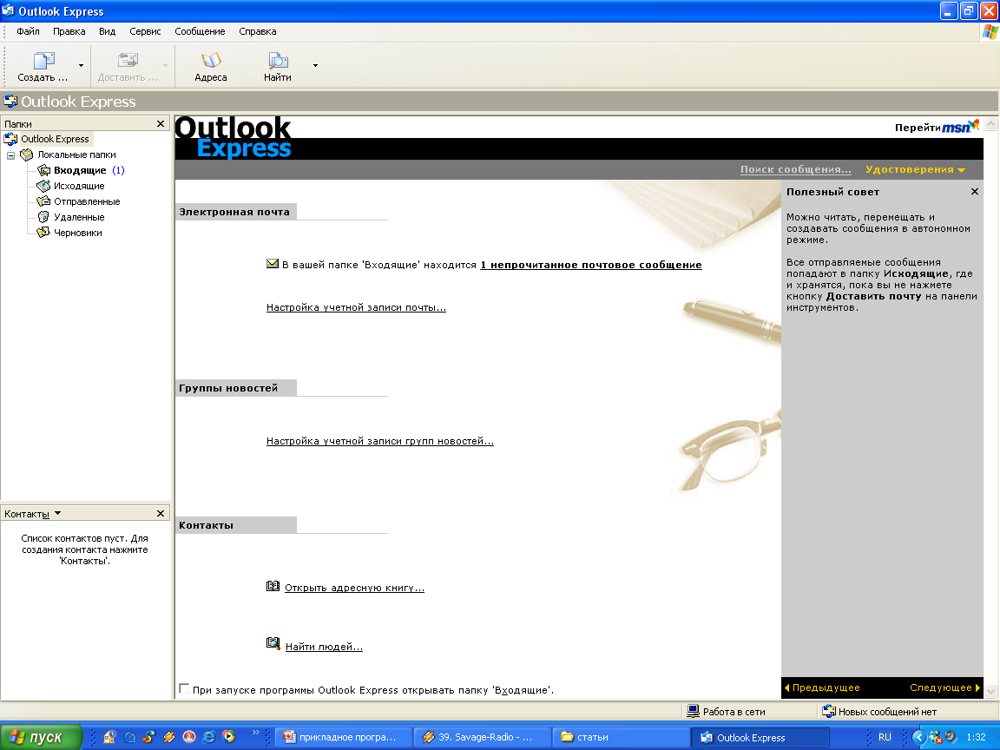 Outlook Express
Файл Правка Вид Сервис Сообщение Справка
Создать ... Доставить ... Адреса Найти
Outlook Express
Папки
Outlook Express
Локальные папки
Входящие (1)
Исходящие
Отправленные
Удаленные
Черновики
Контакты
Список контактов пуст. Для
создания контакта нажмите
'Контакты'.
Outlook
Express
Перейти msn
Поиск сообщения... Удостоверения
Электронная почта
В вашей папке 'Входящие' находится 1 непрочитанное почтовое сообщение
Настройка учетной записи почты...
Группы новостей
Настройка учетной записи групп новостей...
Контакты
Открыть адресную книгу...
Найти людей...
При запуске программы Outlook Express открывать папку 'Входящие'.
Полезный совет
Можно читать, перемещать и
создавать сообщения в автономном
режиме.
Все отправляемые сообщения
попадают в папку Исходящие, где
и хранятся, пока вы не нажмете
кнопку Доставить почту на панели
инструментов.
Предыдущее Следующее
Работа в сети Новых сообщений нет
пуск прикладное програ... 39. Savage-Radio - ... статьи Outlook Express RU 1:32